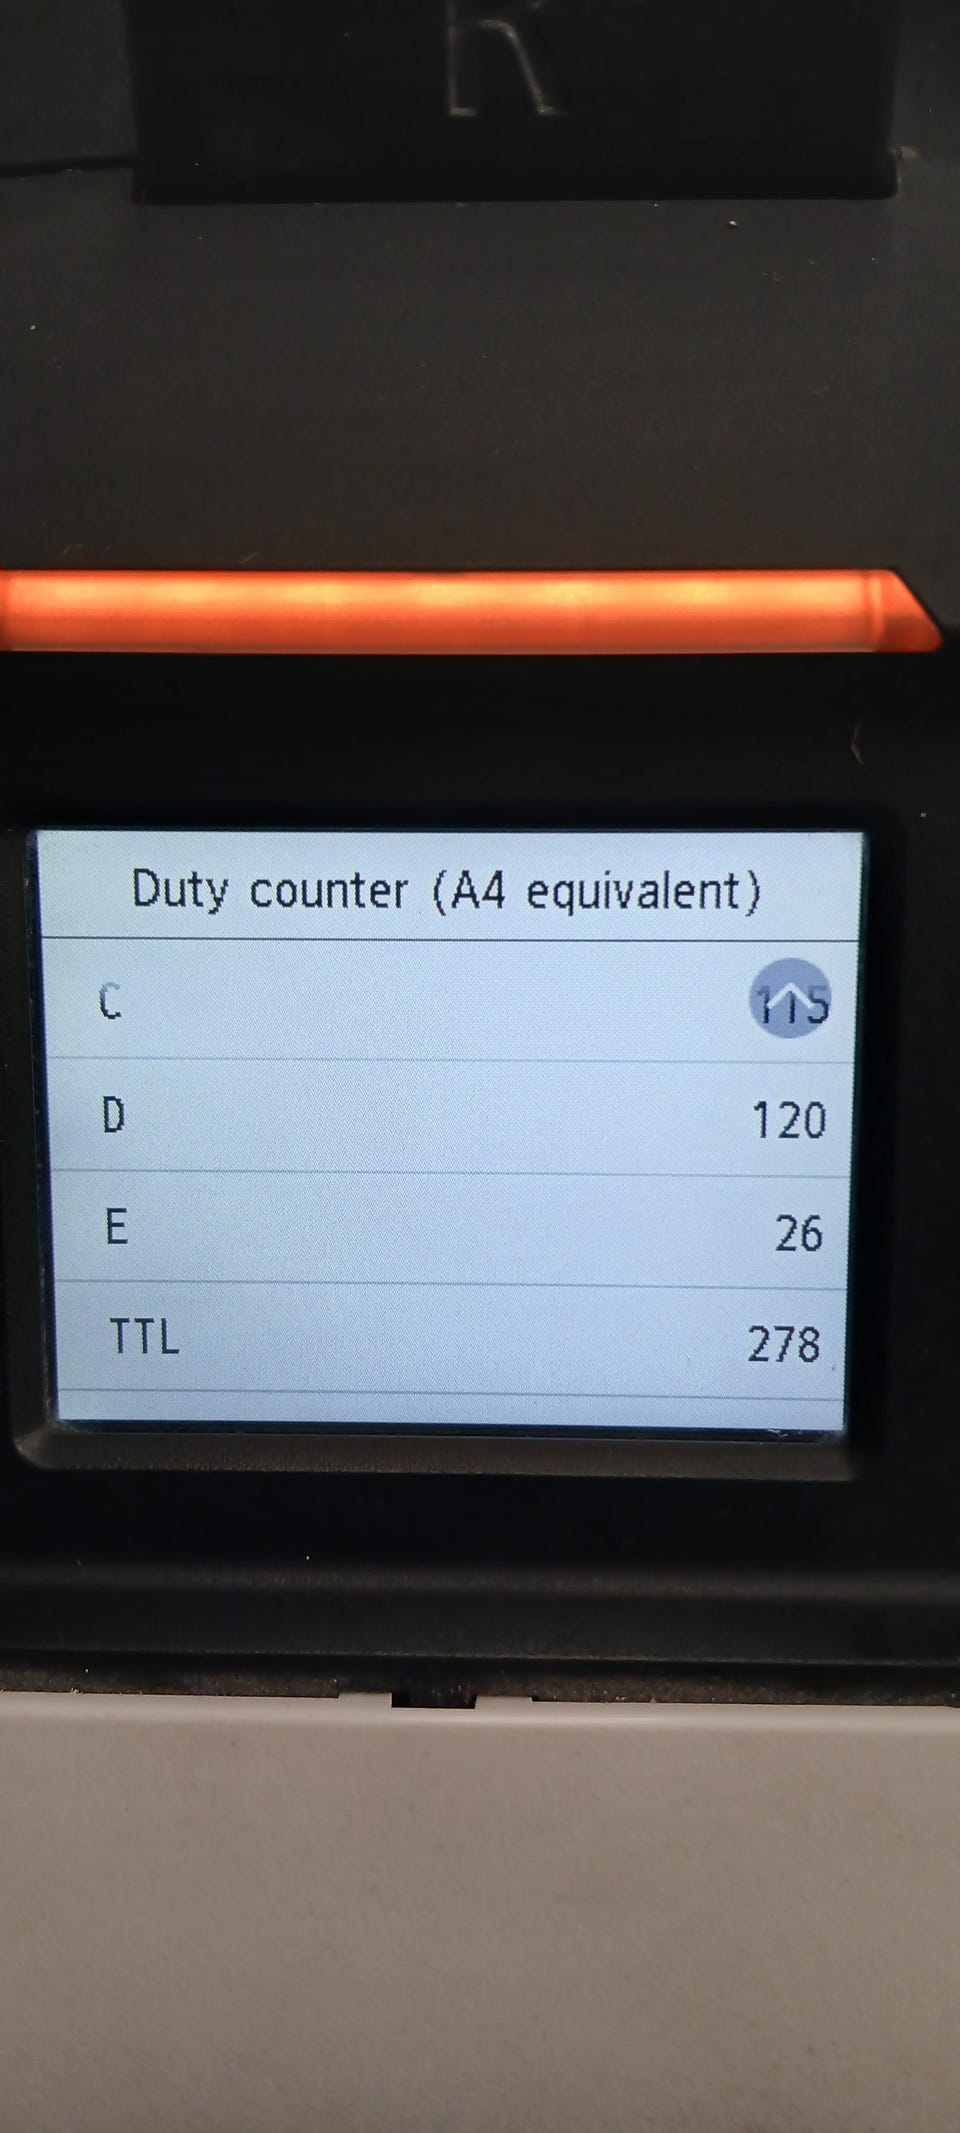 R
Duty counter (A4 equivalent)
C 115
D 120
E 26
TTL 278